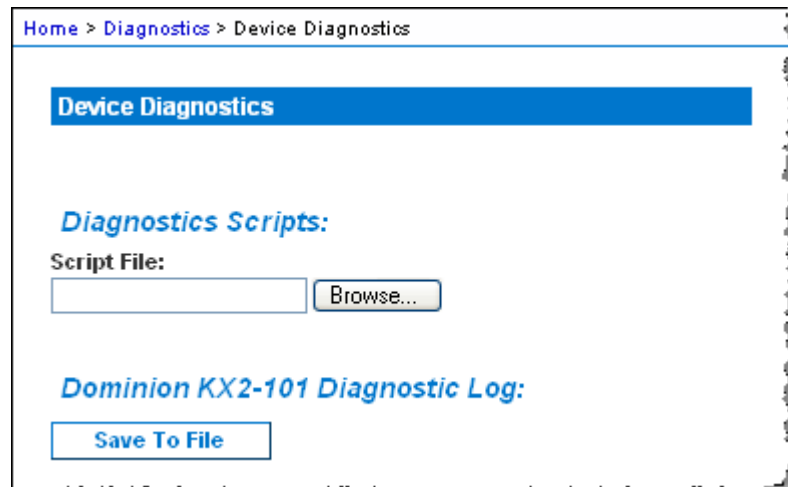 Home > Diagnostics > Device Diagnostics
Device Diagnostics
Diagnostics Scripts:
Script File:
Browse...
Dominion KX2-101 Diagnostic Log:
Save To File